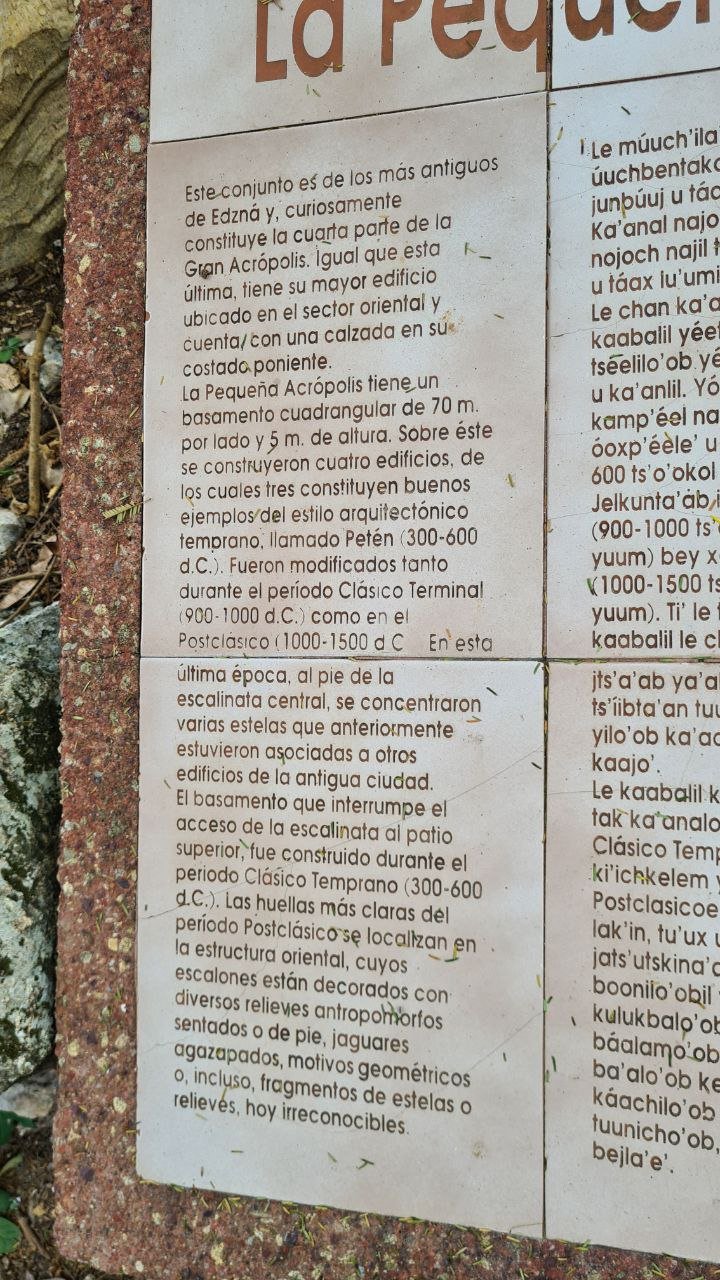 La Peque
Este conjunto es de los más antiguos
de Edzná y, curiosamente
constituye la cuarta parte de la
Gran Acrópolis. Igual que esta
última, tiene su mayor edificio
ubicado en el sector oriental y
cuenta con una calzada en su
costado poniente.
La Pequeña Acrópolis tiene un
basamento cuadrangular de 70 m.
por lado y 5 m. de altura. Sobre éste
se construyeron cuatro edificios, de
los cuales tres constituyen buenos
ejemplos del estilo arquitectónico
temprano, llamado Petén (300-600
d.C.). Fueron modificados tanto
durante el período Clásico Terminal
(900-1000 d.C.) como en el
Postclásico (1000-1500 d C En esta
última época, al pie de la
escalinata central, se concentraron
varias estelas que anteriormente
estuvieron asociadas a otros
edificios de la antigua ciudad.
El basamento que interrumpe el
acceso de la escalinata al patio
superior, fue construido durante el
periodo Clásico Temprano (300-600
d.C.). Las huellas más claras del
período Postclásico se localizan en
la estructura oriental, cuyos
escalones están decorados con
diversos relieves antropomorfos
sentados o de pie, jaguares
agazapados, motivos geométricos
o, incluso, fragmentos de estelas o
relieves, hoy irreconocibles.
Le múuch'ila
úuchbentak
junpúuj u táa
Ka'anal najo
nojoch najil
u táax lu'umi
Le chan ka'a
kaabalil yéet
tséelilo'ob yé
u ka'anlil. Yó
kamp'éel na
óoxp'éele' u
600 ts'o'okol
Jelkunta'ab
(900-1000 ts'
yuum) bey x
(1000-1500 ts
yuum). Ti' le
kaabalil le c
jts'a'ab ya'a
ts'íibta'an tu
yilo'ob ka'a
kaajo'.
Le kaabalil k
tak ka'analo
Clásico Temp
ki'ichkelem
Postclasicoe
lak'in, tu'ux
jats'utskina'
boonilo'obil
kulukbalo'ob
báalamo'ob
ba'alo'ob ke
káachilo'ob
tuunicho'ob,
bejla'e'.